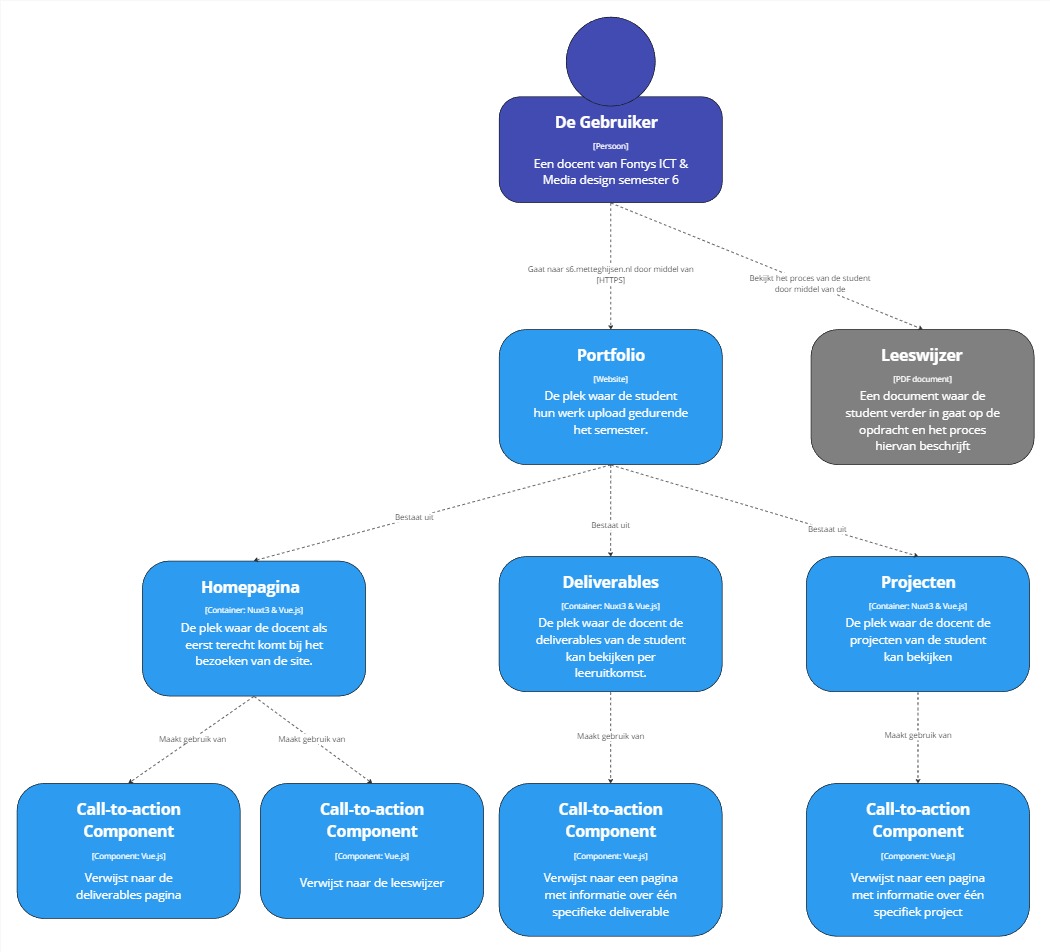 De Gebruiker
[Persoon]
Een docent van Fontys ICT &
Media design semester 6
Gaat naar s6.metteghijsen.nl door middel van
[HTTPS]
Bekijkt het proces van de student
door middel van de
Portfolio
[Website]
De plek waar de student
hun werk upload gedurende
het semester.
Leeswijzer
[PDF document]
Een document waar de
student verder in gaat op de
opdracht en het proces
hiervan beschrijft
Bestaat uit
Bestaat uit
Bestaat uit
Homepagina
[Container: Nuxt3 & Vue.js]
De plek waar de docent als
eerst terecht komt bij het
bezoeken van de site.
Deliverables
[Container: Nuxt3 & Vue.js]
De plek waar de docent de
deliverables van de student
kan bekijken per
leeruitkomst.
Projecten
[Container: Nuxt3 & Vue.js]
De plek waar de docent de
projecten van de student
kan bekijken
Maakt gebruik van
Maakt gebruik van
Maakt gebruik van
Maakt gebruik van
Call-to-action
Component
[Component: Vue.js]
Verwijst naar de
deliverables pagina
Call-to-action
Component
[Component: Vue.js]
Verwijst naar de leeswijzer
Call-to-action
Component
[Component: Vue.js]
Verwijst naar een pagina
met informatie over één
specifieke deliverable
Call-to-action
Component
[Component: Vue.js]
Verwijst naar een pagina
met informatie over één
specifiek project